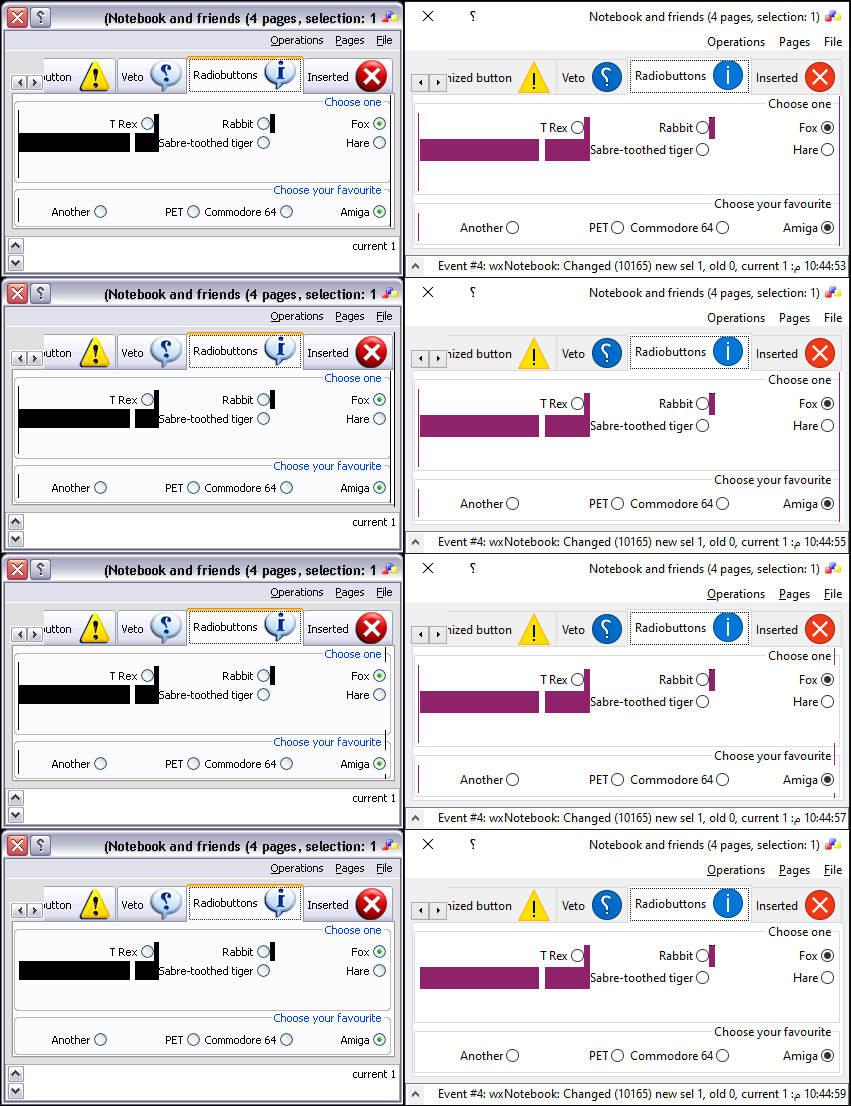 ؟ (Notebook and friends (4 pages, selection: 1
Operations Pages File
utton Veto Radiobuttons Inserted
Choose one
T Rex Rabbit Fox
Sabre-toothed tiger Hare
Choose your favourite
Another PET Commodore 64 Amiga
current 1
؟ Notebook and friends (4 pages, selection: 1)
Operations Pages File
nized button Veto Radiobuttons Inserted
Choose one
T Rex Rabbit Fox
Sabre-toothed tiger Hare
Choose your favourite
Another PET Commodore 64 Amiga
Event #4: wxNotebook: Changed (10165) new sel 1, old 0, current 1 :م 10:44:53
؟ (Notebook and friends (4 pages, selection: 1
Operations Pages File
utton Veto Radiobuttons Inserted
Choose one
T Rex Rabbit Fox
Sabre-toothed tiger Hare
Choose your favourite
Another PET Commodore 64 Amiga
current 1
؟ Notebook and friends (4 pages, selection: 1)
Operations Pages File
nized button Veto Radiobuttons Inserted
Choose one
T Rex Rabbit Fox
Sabre-toothed tiger Hare
Choose your favourite
Another PET Commodore 64 Amiga
Event #4: wxNotebook: Changed (10165) new sel 1, old 0, current 1 :م 10:44:55
؟ (Notebook and friends (4 pages, selection: 1
Operations Pages File
utton Veto Radiobuttons Inserted
Choose one
T Rex Rabbit Fox
Sabre-toothed tiger Hare
Choose your favourite
Another PET Commodore 64 Amiga
current 1
؟ Notebook and friends (4 pages, selection: 1)
Operations Pages File
nized button Veto Radiobuttons Inserted
Choose one
T Rex Rabbit Fox
Sabre-toothed tiger Hare
Choose your favourite
Another PET Commodore 64 Amiga
Event #4: wxNotebook: Changed (10165) new sel 1, old 0, current 1 :م 10:44:57
؟ (Notebook and friends (4 pages, selection: 1
Operations Pages File
utton Veto Radiobuttons Inserted
Choose one
T Rex Rabbit Fox
Sabre-toothed tiger Hare
Choose your favourite
Another PET Commodore 64 Amiga
current 1
؟ Notebook and friends (4 pages, selection: 1)
Operations Pages File
nized button Veto Radiobuttons Inserted
Choose one
T Rex Rabbit Fox
Sabre-toothed tiger Hare
Choose your favourite
Another PET Commodore 64 Amiga
Event #4: wxNotebook: Changed (10165) new sel 1, old 0, current 1 :م 10:44:59